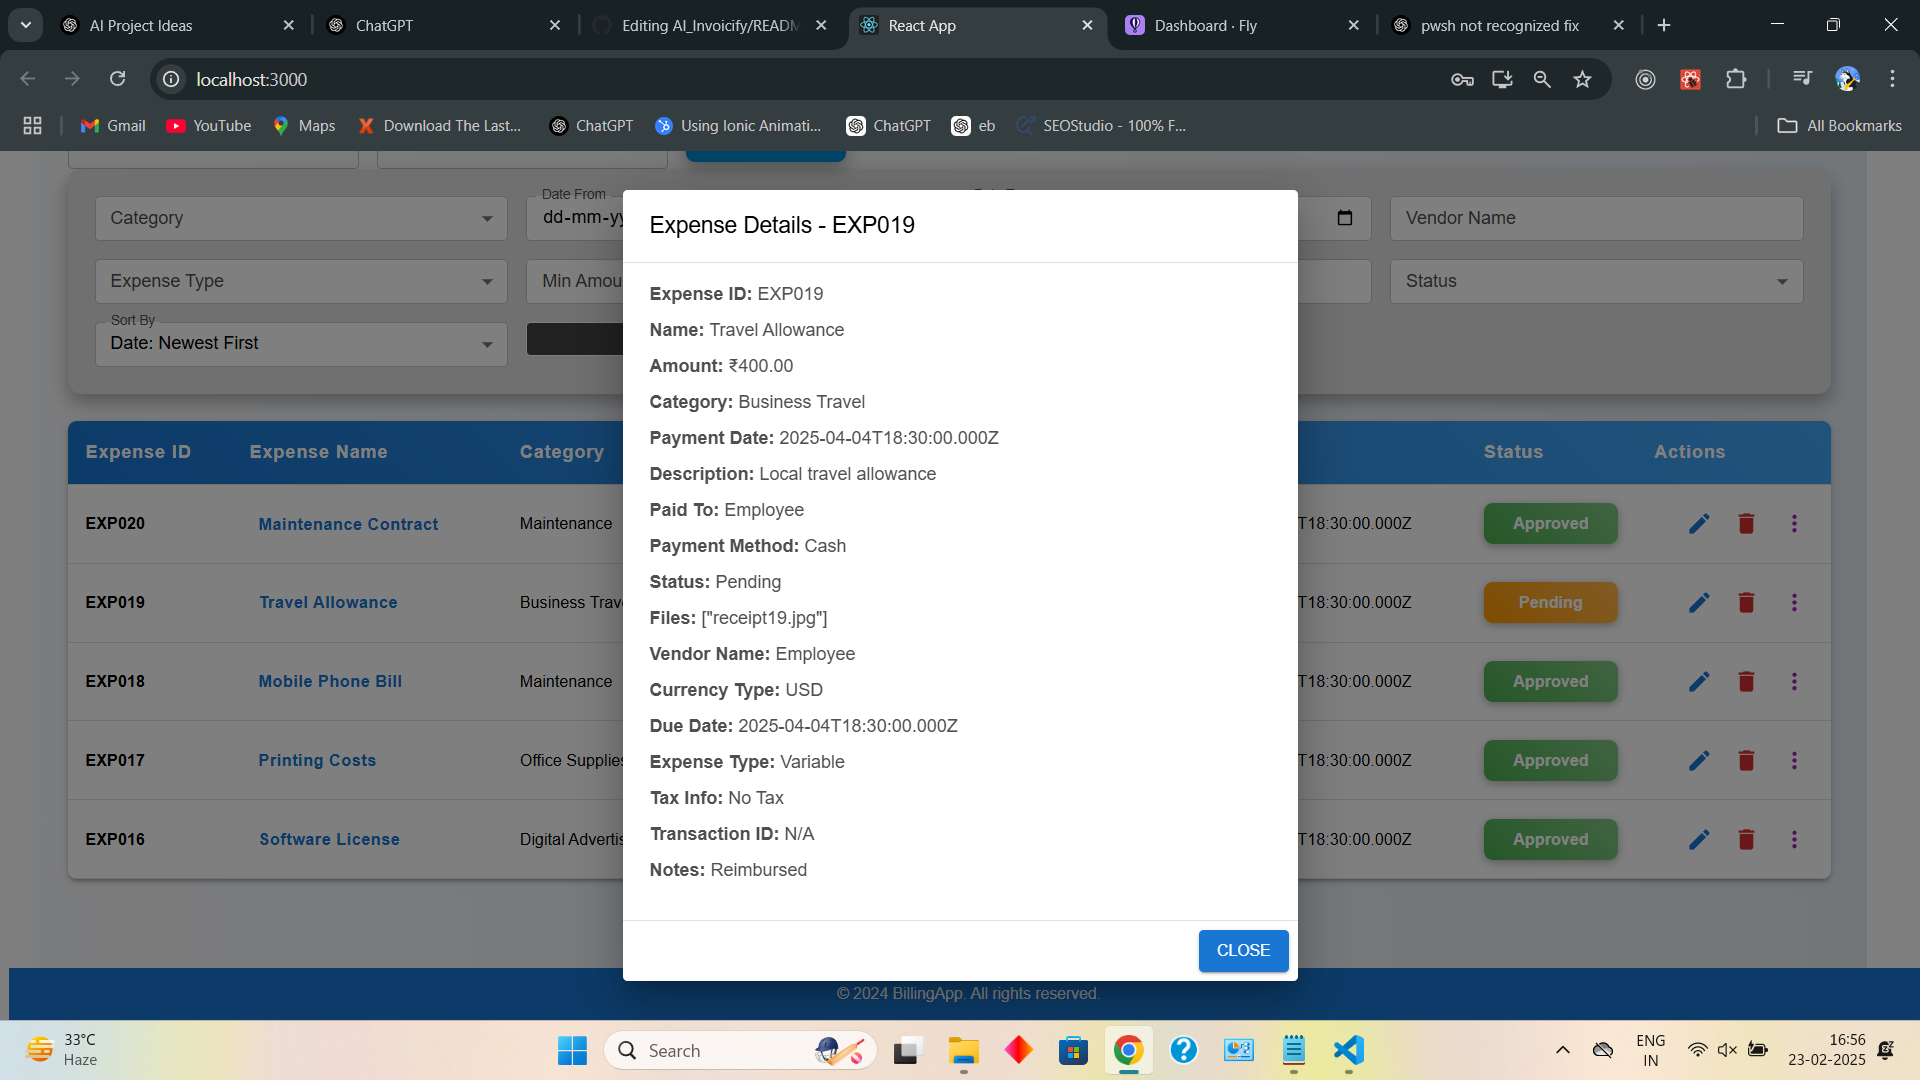 AI Project Ideas
ChatGPT
Editing AI_Invoicify/READM
React App
Dashboard · Fly
pwsh not recognized fix
localhost:3000
Gmail
YouTube
Maps
Download The Last...
ChatGPT
Using Ionic Animati...
ChatGPT
eb
SEOStudio - 100% F...
All Bookmarks
Category
Date From
dd-mm-yy
Vendor Name
Expense Type
Min Amou
Status
Sort By
Date: Newest First
Expense ID
Expense Name
Category
Status
Actions
EXP020
Maintenance Contract
Maintenance
T18:30:00.000Z
Approved
EXP019
Travel Allowance
Business Trav
T18:30:00.000Z
Pending
EXP018
Mobile Phone Bill
Maintenance
T18:30:00.000Z
Approved
EXP017
Printing Costs
Office Supplies
T18:30:00.000Z
Approved
EXP016
Software License
Digital Advertis
T18:30:00.000Z
Approved
Expense Details - EXP019
Expense ID: EXP019
Name: Travel Allowance
Amount: ₹400.00
Category: Business Travel
Payment Date: 2025-04-04T18:30:00.000Z
Description: Local travel allowance
Paid To: Employee
Payment Method: Cash
Status: Pending
Files: ["receipt19.jpg"]
Vendor Name: Employee
Currency Type: USD
Due Date: 2025-04-04T18:30:00.000Z
Expense Type: Variable
Tax Info: No Tax
Transaction ID: N/A
Notes: Reimbursed
CLOSE
© 2024 BillingApp. All rights reserved.
33°C
Haze
Search
ENG
IN
16:56
23-02-2025